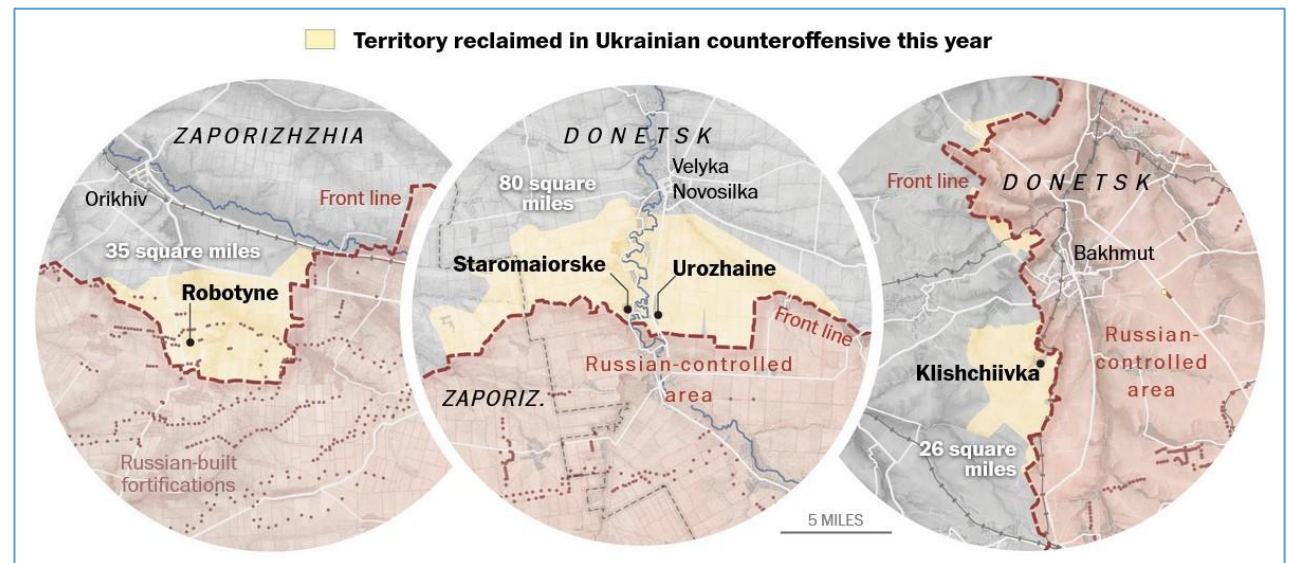 Territory reclaimed in Ukrainian counteroffensive this year
ZAPORIZHZHIA
Orikhiv
Front line
35 square miles
Robotyne
Russian-built
fortifications
DONETSK
Velyka
Novosilka
80 square
miles
Staromaiorske
Urozhaine
Front line
Russian-controlled
area
ZAPORIZ.
5 MILES
Front line
DONETSK
Bakhmut
Klishchiivka
Russian-
controlled
area
26 square
miles